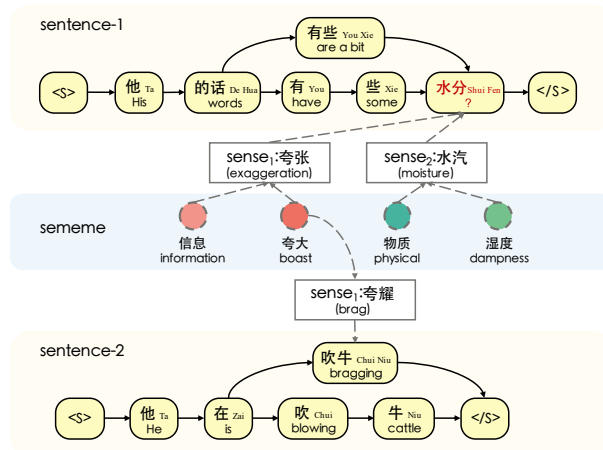 sentence-1
有些 You Xie
are a bit
<S>
他 Ta
His
的话 De Hua
words
有 You
have
些 Xie
some
水分 Shui Fen
?
</S>
sense1:夸张
(exaggeration)
sense2:水汽
(moisture)
sememe
信息
information
夸大
boast
物质
physical
湿度
dampness
sense1:夸耀
(brag)
sentence-2
吹牛 Chui Niu
bragging
<S>
他 Ta
He
在 Zai
is
吹 Chui
blowing
牛 Niu
cattle
</S>